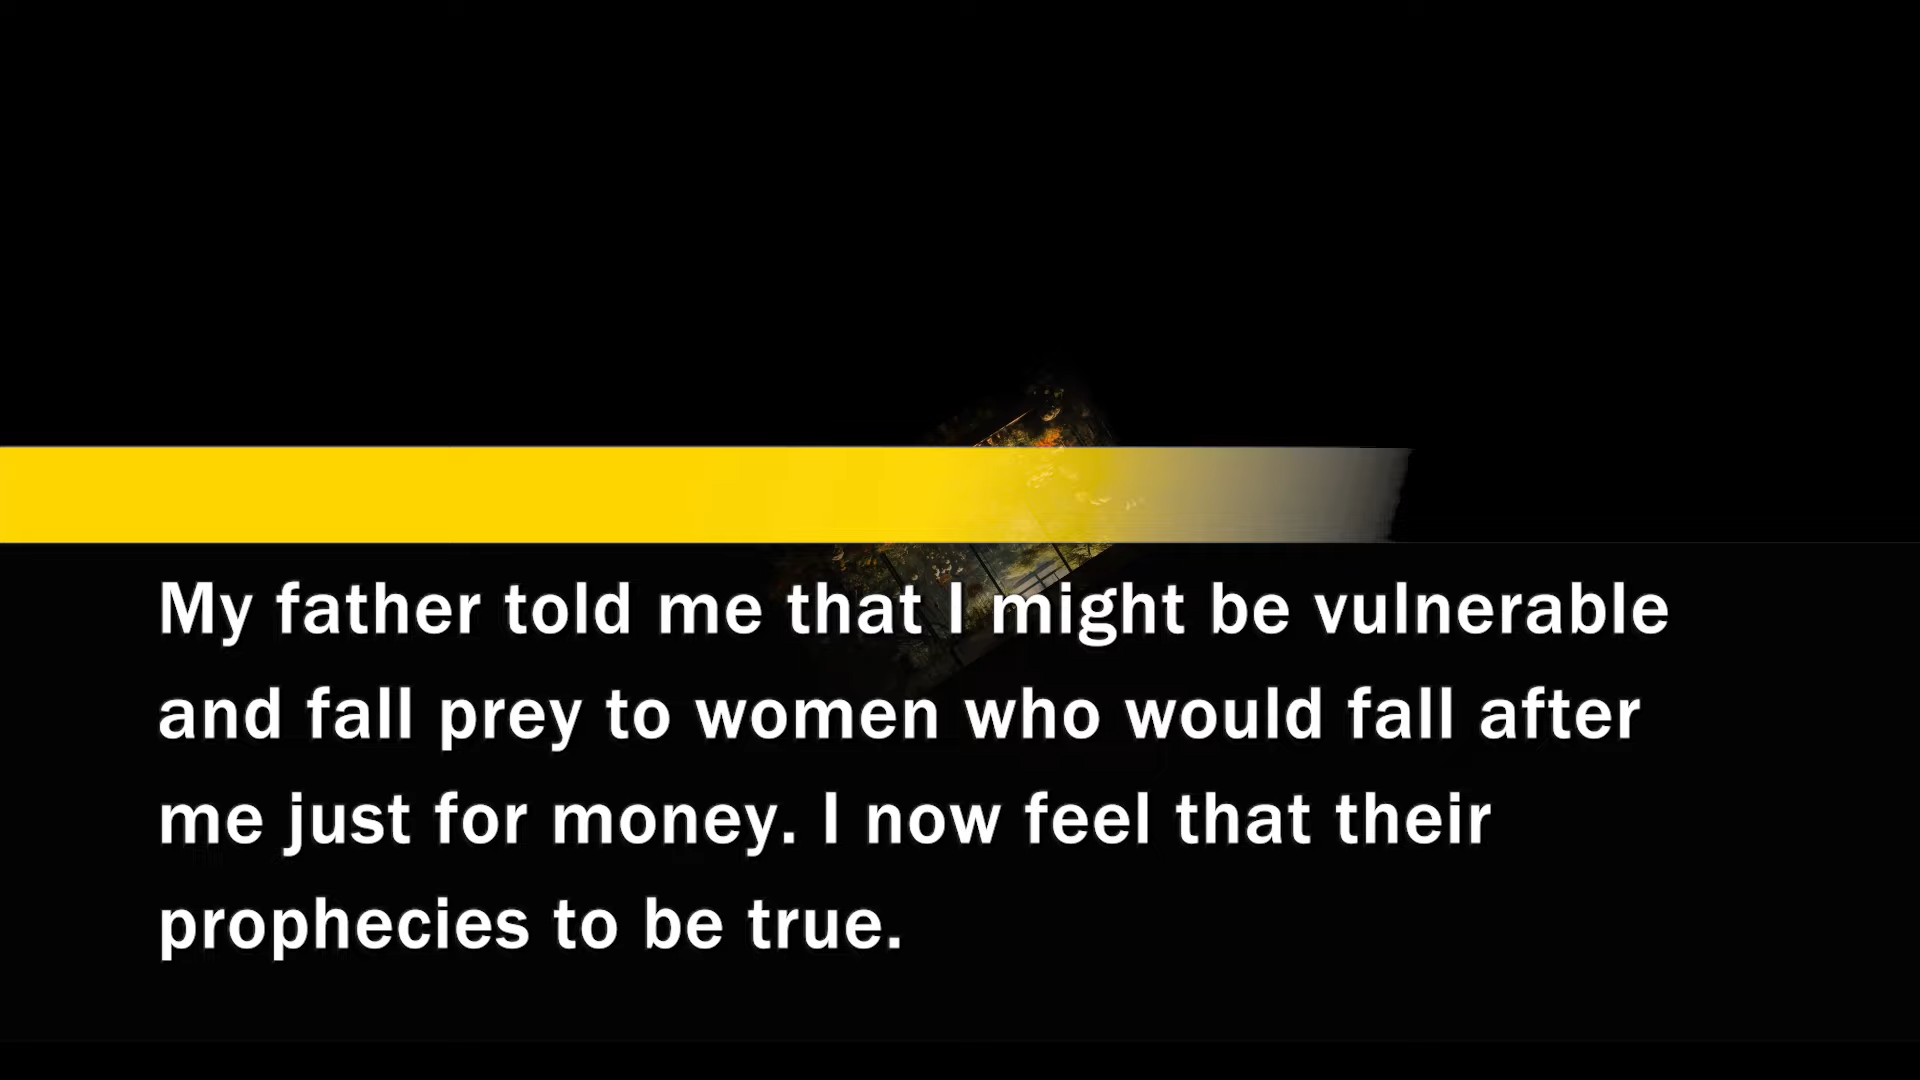 My father told me that I might be vulnerable
and fall prey to women who would fall after
me just for money. I now feel that their
prophecies to be true.